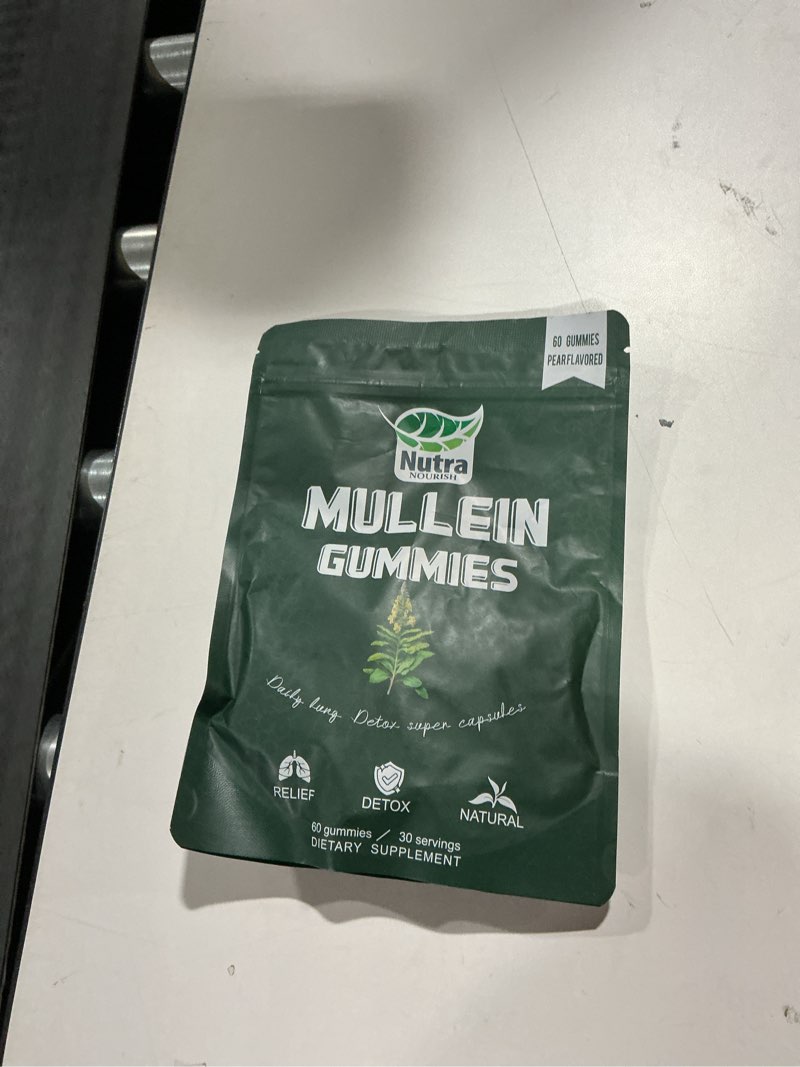 60 GUMMIES
PEAR FLAVORED
Nutra
NOURISH
MULLEIN
GUMMIES
Daily lung Detox super capsules
RELIEF
DETOX
NATURAL
60 gummies / 30 servings
DIETARY SUPPLEMENT